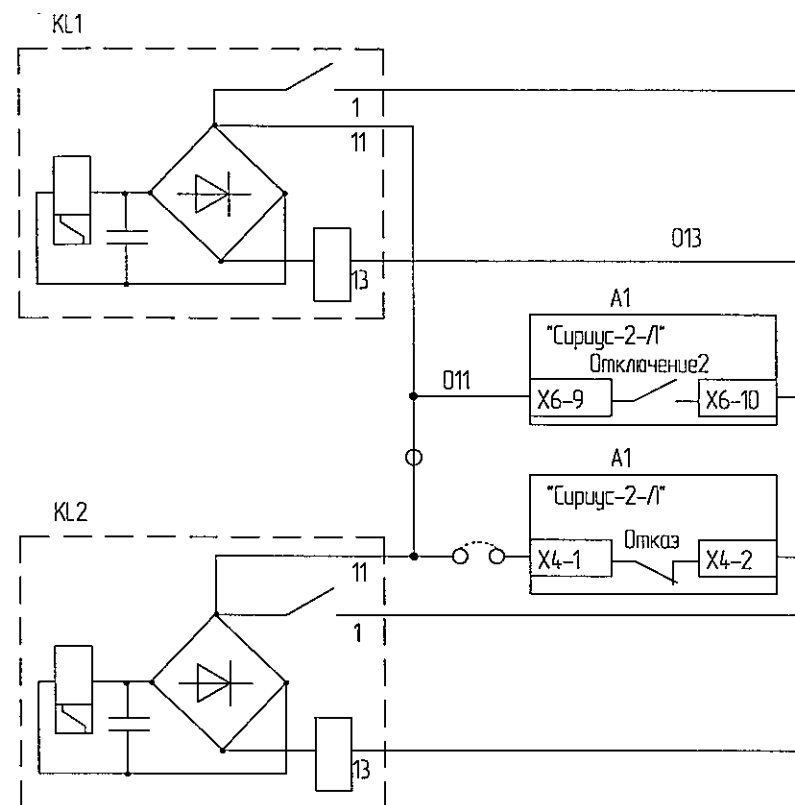 KL1
1
11
13
013
A1
"Сириус-2-Л"
Отключение2
X6-9
X6-10
011
A1
"Сириус-2-Л"
Отказ
X4-1
X4-2
KL2
11
1
13